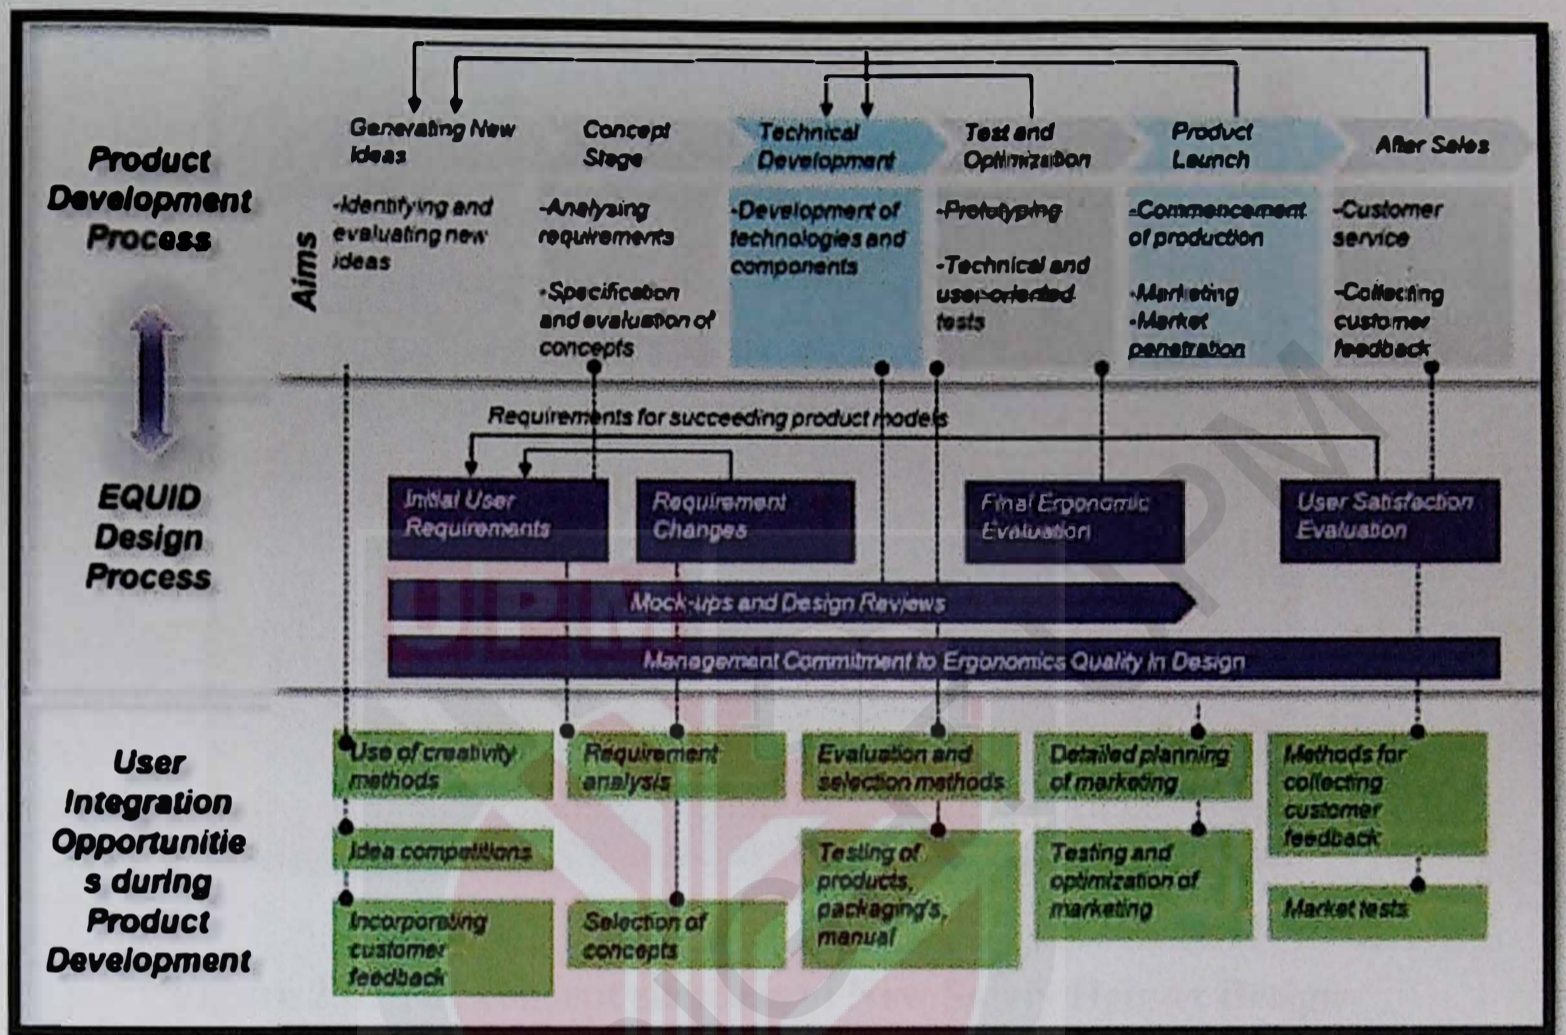 Product
Development
Process
Aims
Generating New
Ideas
Concept
Stage
Technical
Development
Test and
Optimization
Product
Launch
After Sales
-Identifying and
evaluating new
ideas
-Analysing
requirements
-Specification
and evaluation of
concepts
-Development of
technologies and
components
-Prototyping
-Technical and
user-oriented
tests
-Commencement
of production
-Marketing
-Market
penetration
-Customer
service
-Collecting
customer
feedback
EQUID
Design
Process
Requirements for succeeding product models
Initial User
Requirements
Requirement
Changes
Final Ergonomic
Evaluation
User Satisfaction
Evaluation
Mock-ups and Design Reviews
Management Commitment to Ergonomics Quality In Design
User
Integration
Opportunitie
s during
Product
Development
Use of creativity
methods
Idea competitions
Incorporating
customer
feedback
Requirement
analysis
Selection of
concepts
Evaluation and
selection methods
Testing of
products,
packaging's,
manual
Detailed planning
of marketing
Testing and
optimization of
marketing
Methods for
collecting
customer
feedback
Market tests
UPM
UPM